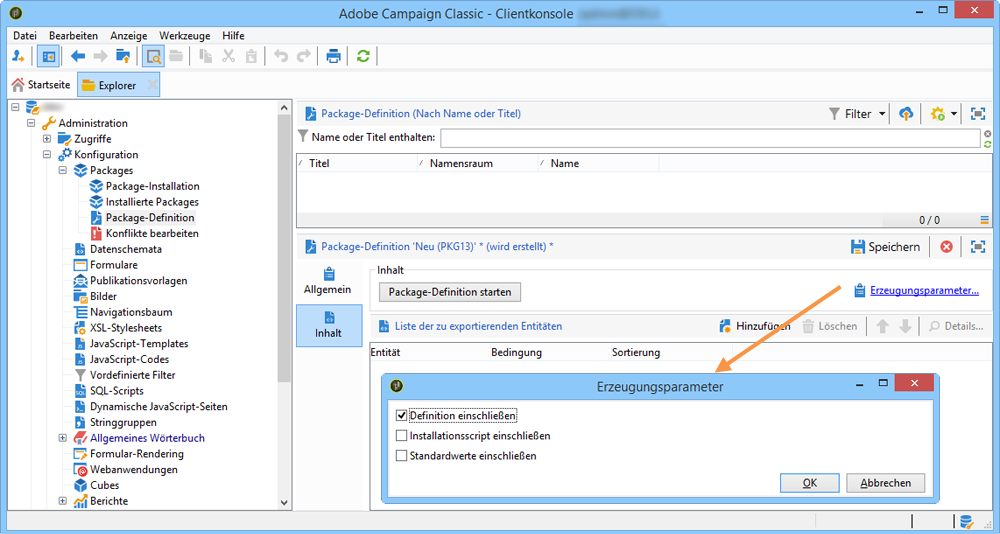 Adobe Campaign Classic - Clientkonsole
Datei Bearbeiten Anzeige Werkzeuge Hilfe
Startseite Explorer
Administration
Zugriffe
Konfiguration
Packages
Package-Installation
Installierte Packages
Package-Definition
Konflikte bearbeiten
Datenschemata
Formulare
Publikationsvorlagen
Bilder
Navigationsbaum
XSL-Stylesheets
JavaScript-Templates
JavaScript-Codes
Vordefinierte Filter
SQL-Scripts
Dynamische JavaScript-Seiten
Stringgruppen
Allgemeines Wörterbuch
Formular-Rendering
Webanwendungen
Cubes
Berichte
Package-Definition (Nach Name oder Titel) Filter
Name oder Titel enthalten:
Titel Namensraum Name
0 / 0
Package-Definition 'Neu (PKG13)' * (wird erstellt) * Speichern
Allgemein
Inhalt
Inhalt
Package-Definition starten Erzeugungsparameter...
Liste der zu exportierenden Entitäten Hinzufügen Löschen Details...
Entität Bedingung Sortierung
Erzeugungsparameter
Definition einschließen
Installationsscript einschließen
Standardwerte einschließen
OK Abbrechen